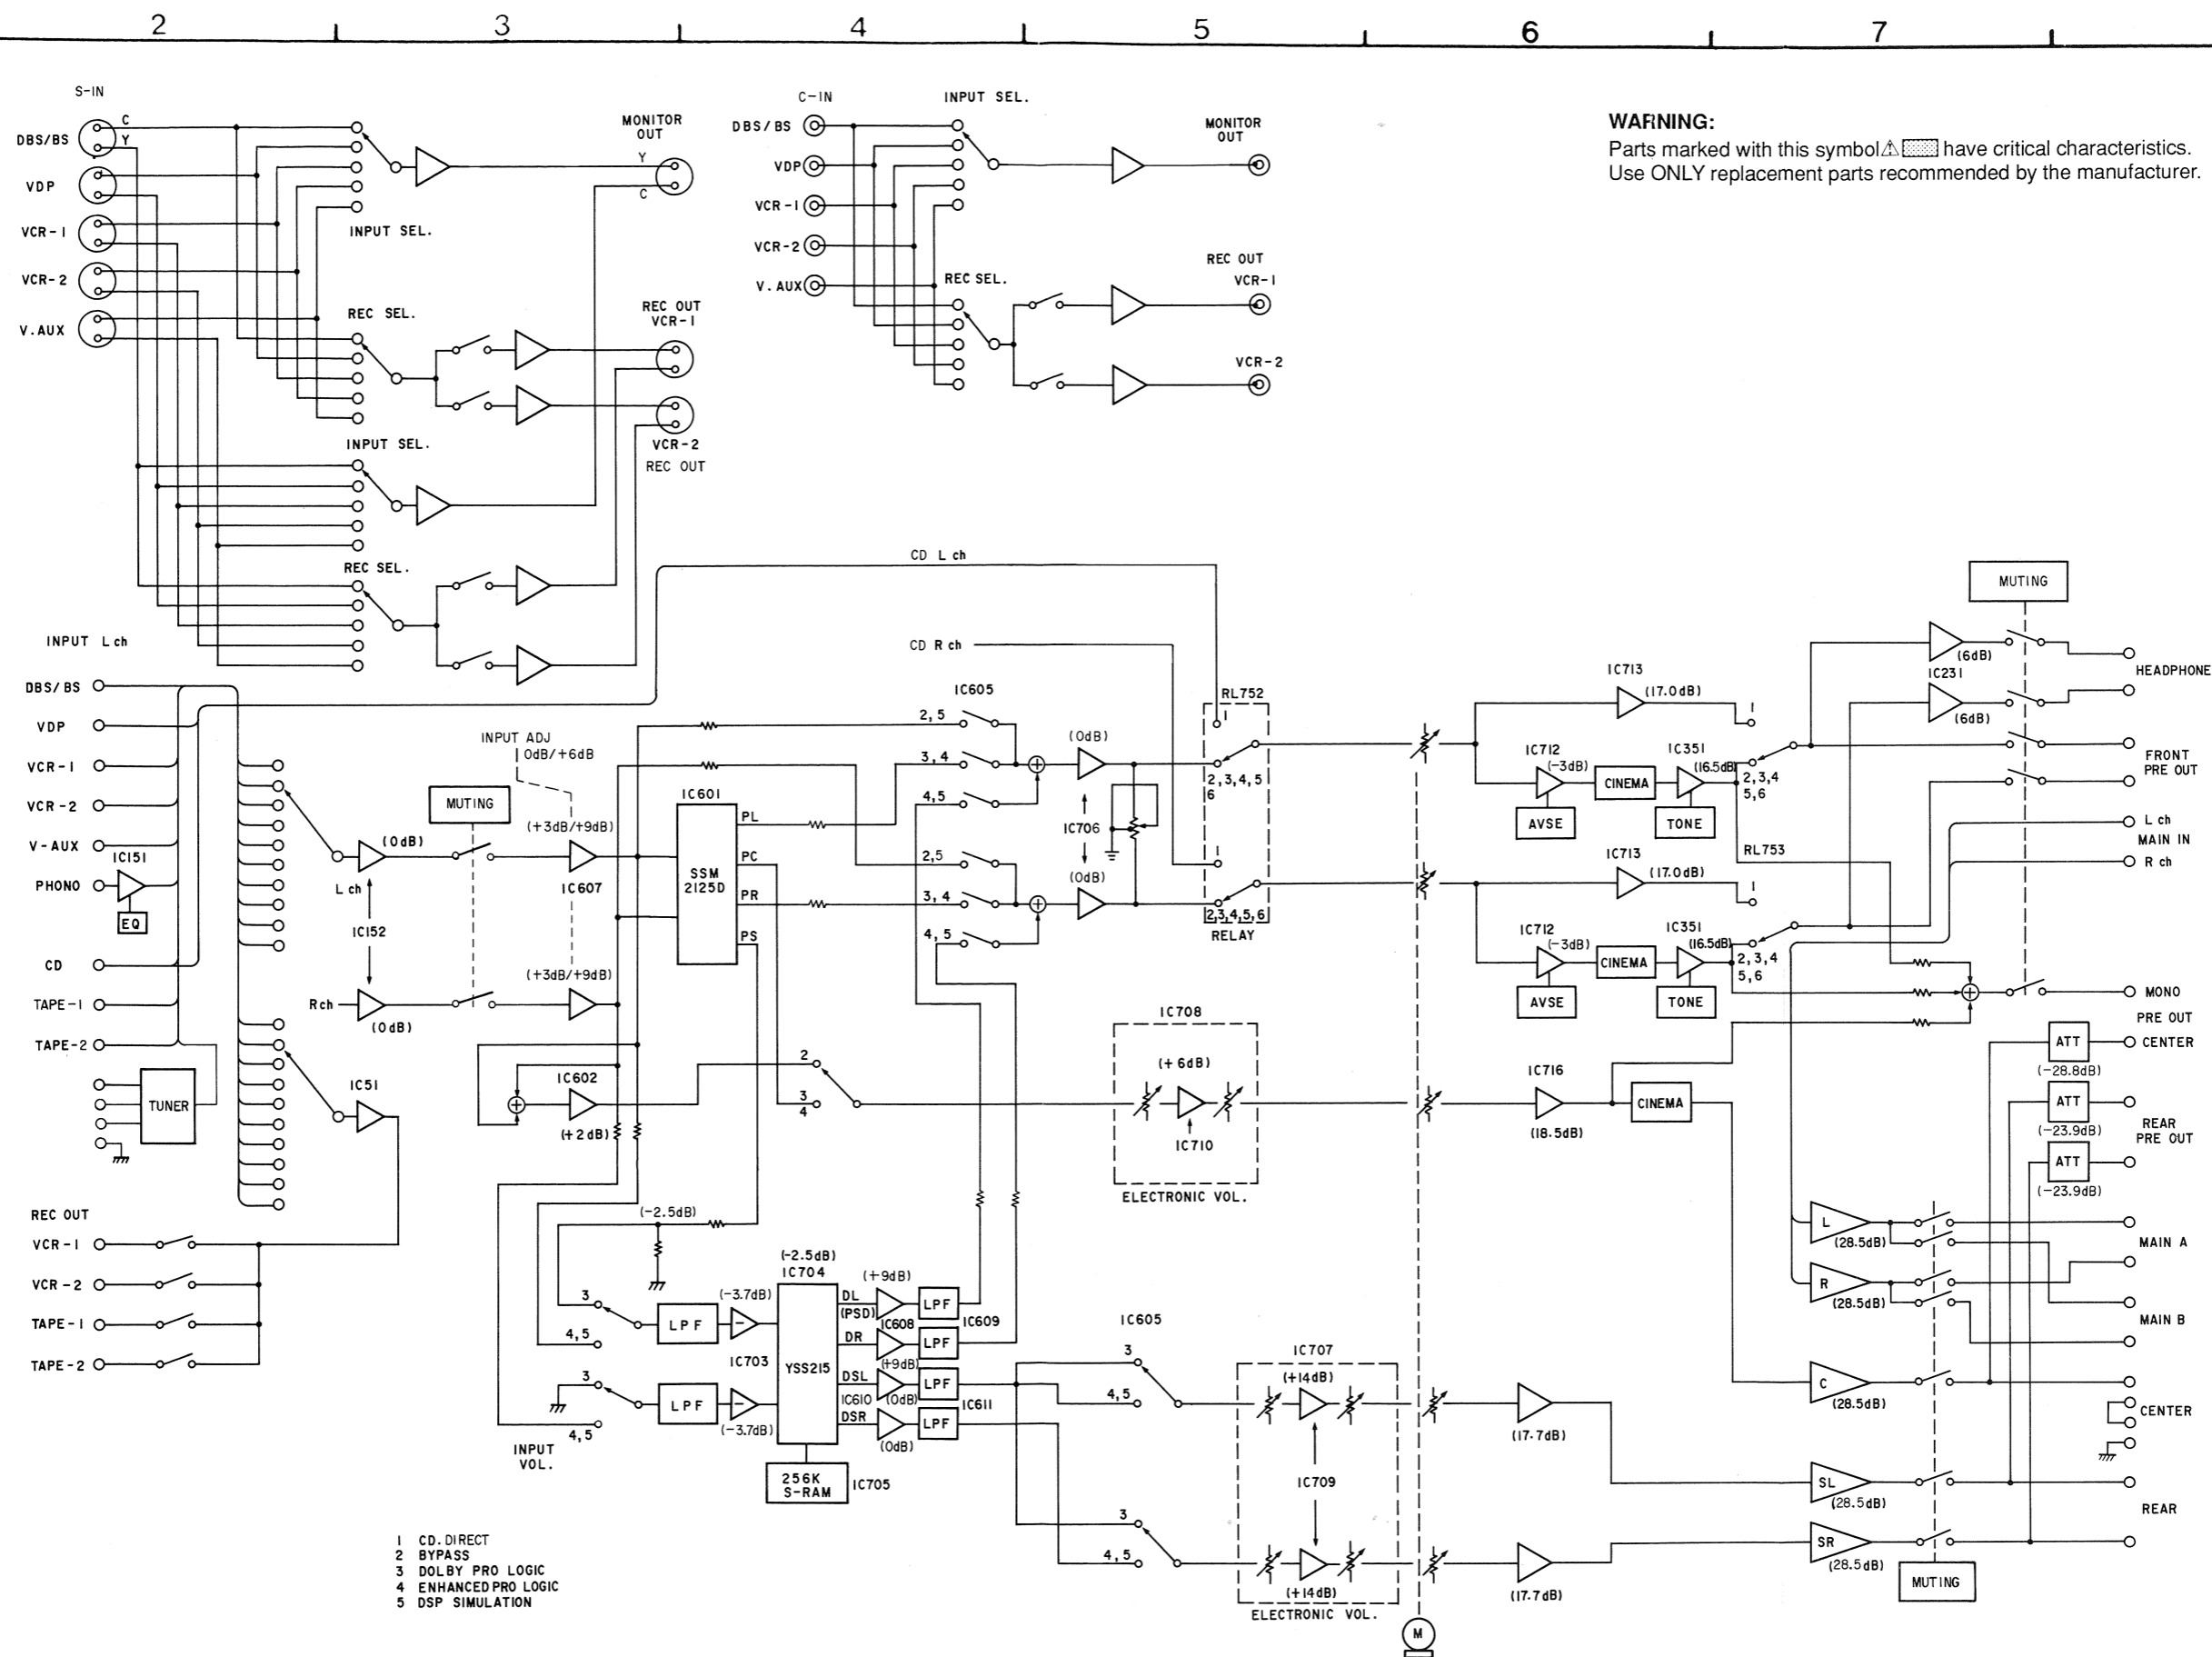 2 3 4 5 6 7
S-IN
DBS/BS
C
Y
VDP
VCR-1
VCR-2
V.AUX
INPUT SEL.
MONITOR
OUT
Y
C
REC SEL.
REC OUT
VCR-1
VCR-2
REC OUT
INPUT SEL.
REC SEL.
C-IN
INPUT SEL.
DBS/BS
VDP
VCR-1
VCR-2
V.AUX
REC SEL.
MONITOR
OUT
REC OUT
VCR-1
VCR-2
WARNING:
Parts marked with this symbol⚠ have critical characteristics.
Use ONLY replacement parts recommended by the manufacturer.
INPUT L ch
DBS/BS
VDP
VCR-1
VCR-2
V-AUX
IC151
PHONO
EQ
CD
TAPE-1
TAPE-2
TUNER
REC OUT
VCR-1
VCR-2
TAPE-1
TAPE-2
(0dB)
L ch
IC152
Rch
(0dB)
IC51
MUTING
INPUT ADJ
0dB/+6dB
(+3dB/+9dB)
IC607
(+3dB/+9dB)
IC602
(+2dB)
IC601
SSM
2125D
PL
PC
PR
PS
CD L ch
CD R ch
IC605
2,5
3,4
4,5
2,5
3,4
4,5
(0dB)
IC706
(0dB)
RL752
1
2,3,4,5
6
1
2,3,4,5,6
RELAY
2
3
4
IC708
(+6dB)
IC710
ELECTRONIC VOL.
(-2.5dB)
3
4,5
3
4,5
INPUT
VOL.
LPF
LPF
(-3.7dB)
IC703
(-3.7dB)
(-2.5dB)
IC704
YSS215
DL
(PSD)
DR
DSL
DSR
(+9dB)
IC608
(+9dB)
IC610
(0dB)
(0dB)
LPF
LPF
LPF
LPF
IC609
IC611
256K
S-RAM
IC705
IC605
3
4,5
3
4,5
IC707
(+14dB)
IC709
(+14dB)
ELECTRONIC VOL.
M
IC713
(17.0dB)
1
IC712
(-3dB)
CINEMA
IC351
(16.5dB)
2,3,4
5,6
AVSE
TONE
RL753
IC713
(17.0dB)
1
IC712
(-3dB)
CINEMA
IC351
(16.5dB)
2,3,4
5,6
AVSE
TONE
IC716
(18.5dB)
CINEMA
(17.7dB)
(17.7dB)
MUTING
(6dB)
IC231
(6dB)
HEADPHONE
FRONT
PRE OUT
L ch
MAIN IN
R ch
MONO
PRE OUT
CENTER
ATT
(-28.8dB)
ATT
(-23.9dB)
REAR
PRE OUT
ATT
(-23.9dB)
L
(28.5dB)
R
(28.5dB)
C
(28.5dB)
SL
(28.5dB)
SR
(28.5dB)
MUTING
MAIN A
MAIN B
CENTER
REAR
1 CD.DIRECT
2 BYPASS
3 DOLBY PRO LOGIC
4 ENHANCED PRO LOGIC
5 DSP SIMULATION